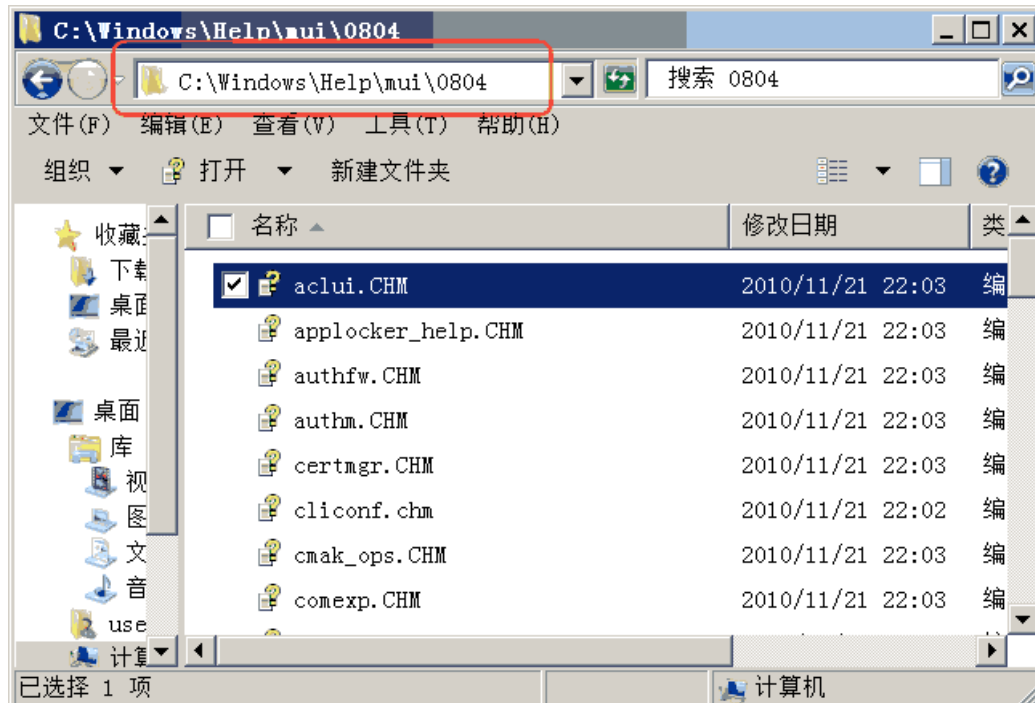 C:\Windows\Help\mui\0804
C:\Windows\Help\mui\0804 搜索 0804
文件(F) 编辑(E) 查看(V) 工具(T) 帮助(H)
组织 打开 新建文件夹
名称 修改日期 类
收藏
下载
桌面
最近
桌面
库
视
图
文
音
use
计算
aclui.CHM 2010/11/21 22:03 编
applocker_help.CHM 2010/11/21 22:03 编
authfw.CHM 2010/11/21 22:03 编
authm.CHM 2010/11/21 22:03 编
certmgr.CHM 2010/11/21 22:03 编
cliconf.chm 2010/11/21 22:02 编
cmak_ops.CHM 2010/11/21 22:03 编
comexp.CHM 2010/11/21 22:03 编
已选择 1 项 计算机